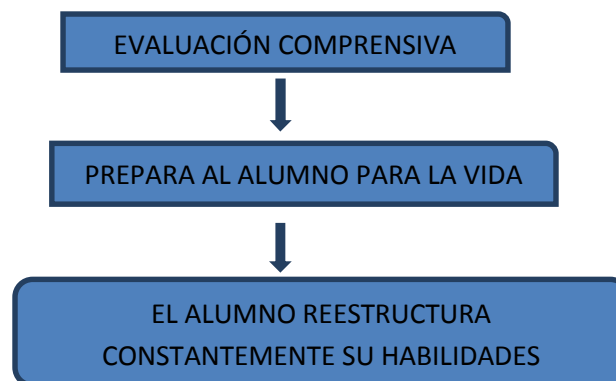 EVALUACIÓN COMPRENSIVA
PREPARA AL ALUMNO PARA LA VIDA
EL ALUMNO REESTRUCTURA
CONSTANTEMENTE SU HABILIDADES